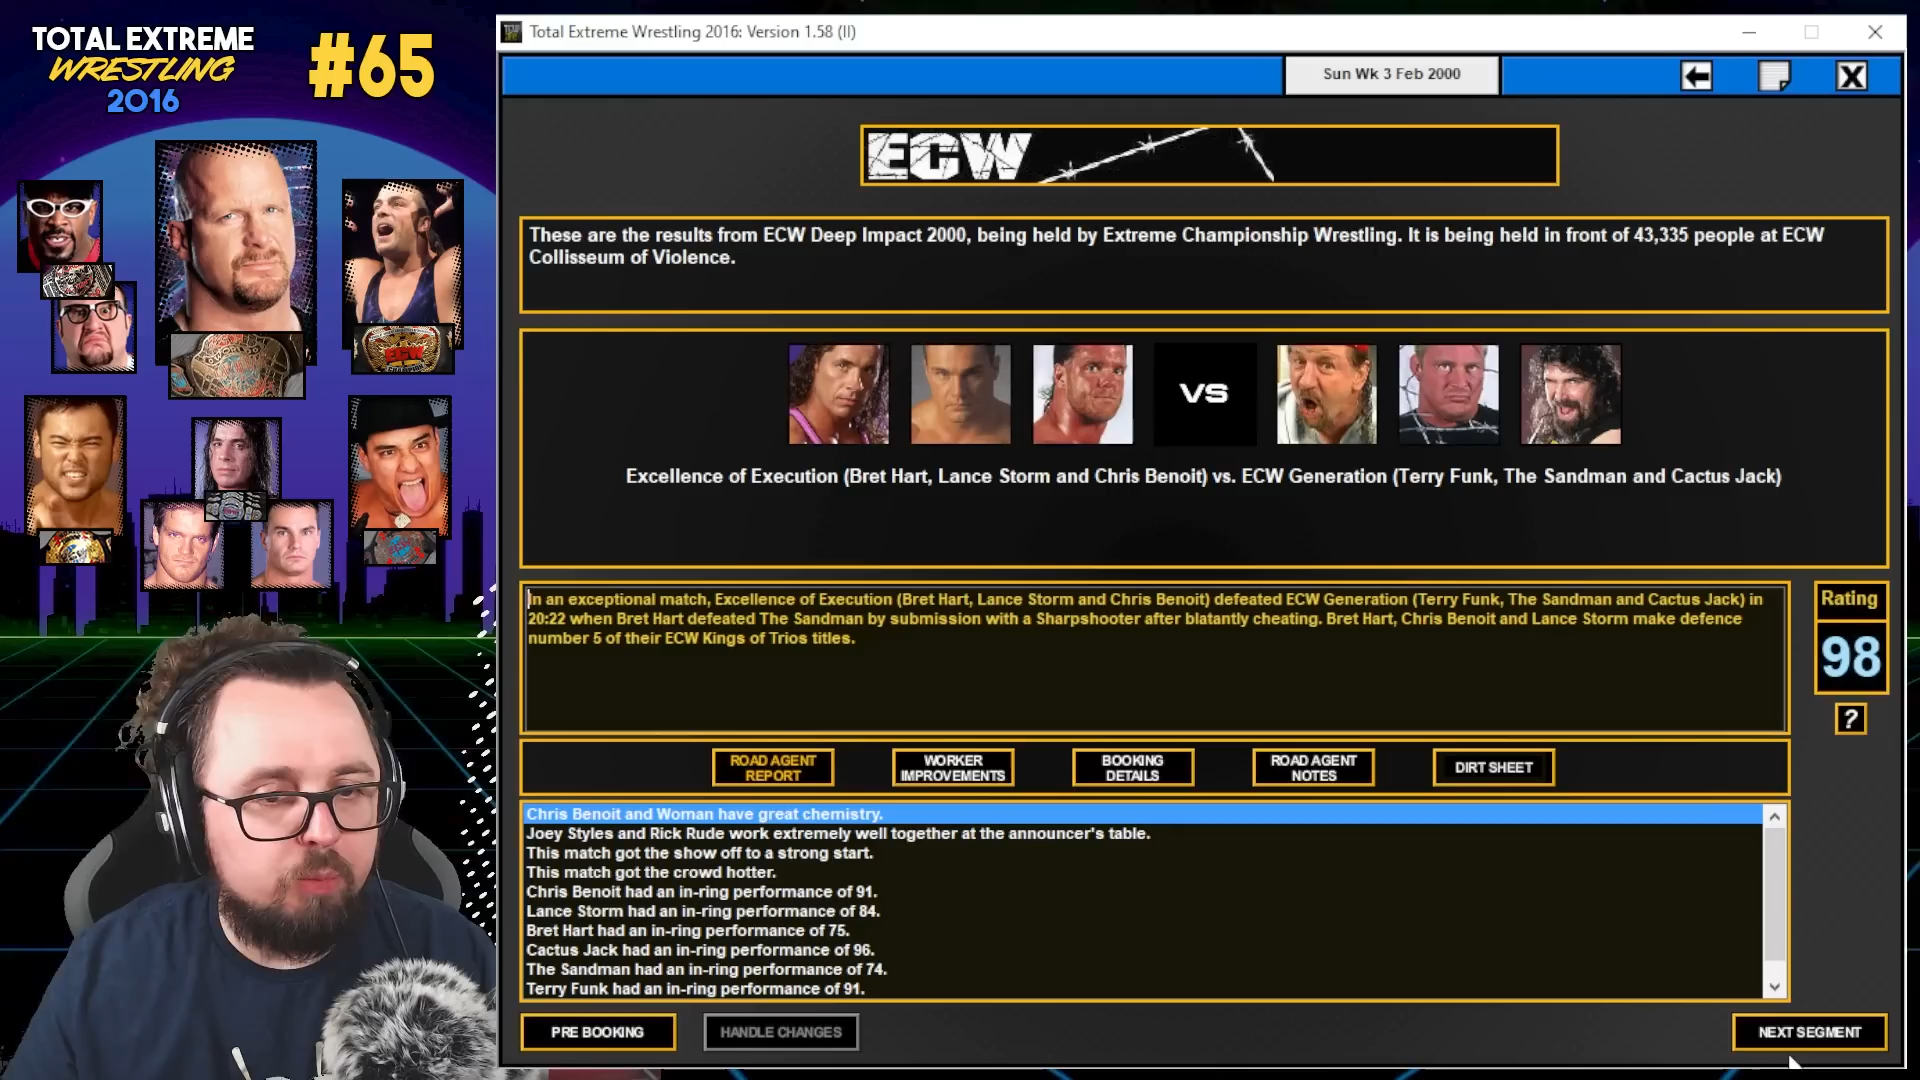 TOTAL EXTREME
WRESTLING
2016
#65
Total Extreme Wrestling 2016: Version 1.58 (II)
Sun Wk 3 Feb 2000
ECW
These are the results from ECW Deep Impact 2000, being held by Extreme Championship Wrestling. It is being held in front of 43,335 people at ECW
Collisseum of Violence.
VS
Excellence of Execution (Bret Hart, Lance Storm and Chris Benoit) vs. ECW Generation (Terry Funk, The Sandman and Cactus Jack)
In an exceptional match, Excellence of Execution (Bret Hart, Lance Storm and Chris Benoit) defeated ECW Generation (Terry Funk, The Sandman and Cactus Jack) in
20:22 when Bret Hart defeated The Sandman by submission with a Sharpshooter after blatantly cheating. Bret Hart, Chris Benoit and Lance Storm make defence
number 5 of their ECW Kings of Trios titles.
Rating
98
?
ROAD AGENT
REPORT
WORKER
IMPROVEMENTS
BOOKING
DETAILS
ROAD AGENT
NOTES
DIRT SHEET
Chris Benoit and Woman have great chemistry.
Joey Styles and Rick Rude work extremely well together at the announcer's table.
This match got the show off to a strong start.
This match got the crowd hotter.
Chris Benoit had an in-ring performance of 91.
Lance Storm had an in-ring performance of 84.
Bret Hart had an in-ring performance of 75.
Cactus Jack had an in-ring performance of 96.
The Sandman had an in-ring performance of 74.
Terry Funk had an in-ring performance of 91.
PRE BOOKING
HANDLE CHANGES
NEXT SEGMENT